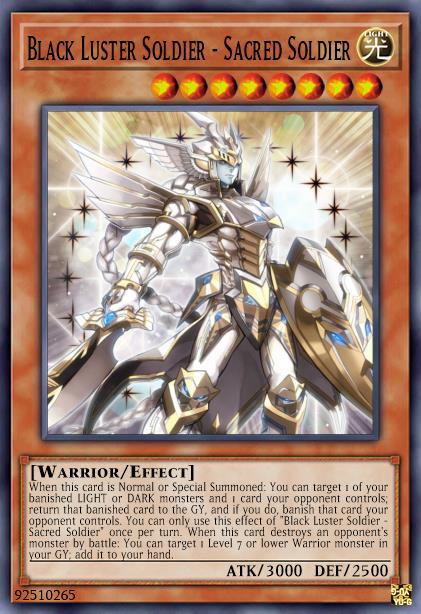 Black Luster Soldier - Sacred Soldier
LIGHT
光
[Warrior/Effect]
When this card is Normal or Special Summoned: You can target 1 of your
banished LIGHT or DARK monsters and 1 card your opponent controls;
return that banished card to the GY, and if you do, banish that card your
opponent controls. You can only use this effect of "Black Luster Soldier -
Sacred Soldier" once per turn. When this card destroys an opponent's
monster by battle: You can target 1 Level 7 or lower Warrior monster in
your GY; add it to your hand.
ATK/3000 DEF/2500
92510265